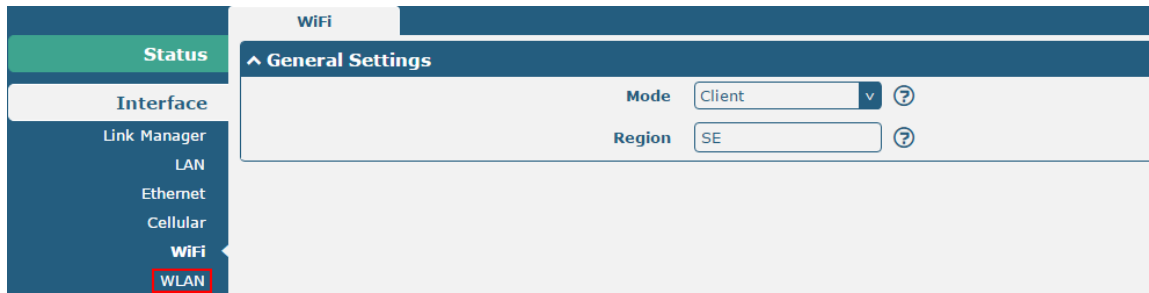 WiFi
Status
^ General Settings
Interface
Mode Client v ?
Link Manager
Region SE ?
LAN
Ethernet
Cellular
WiFi
WLAN